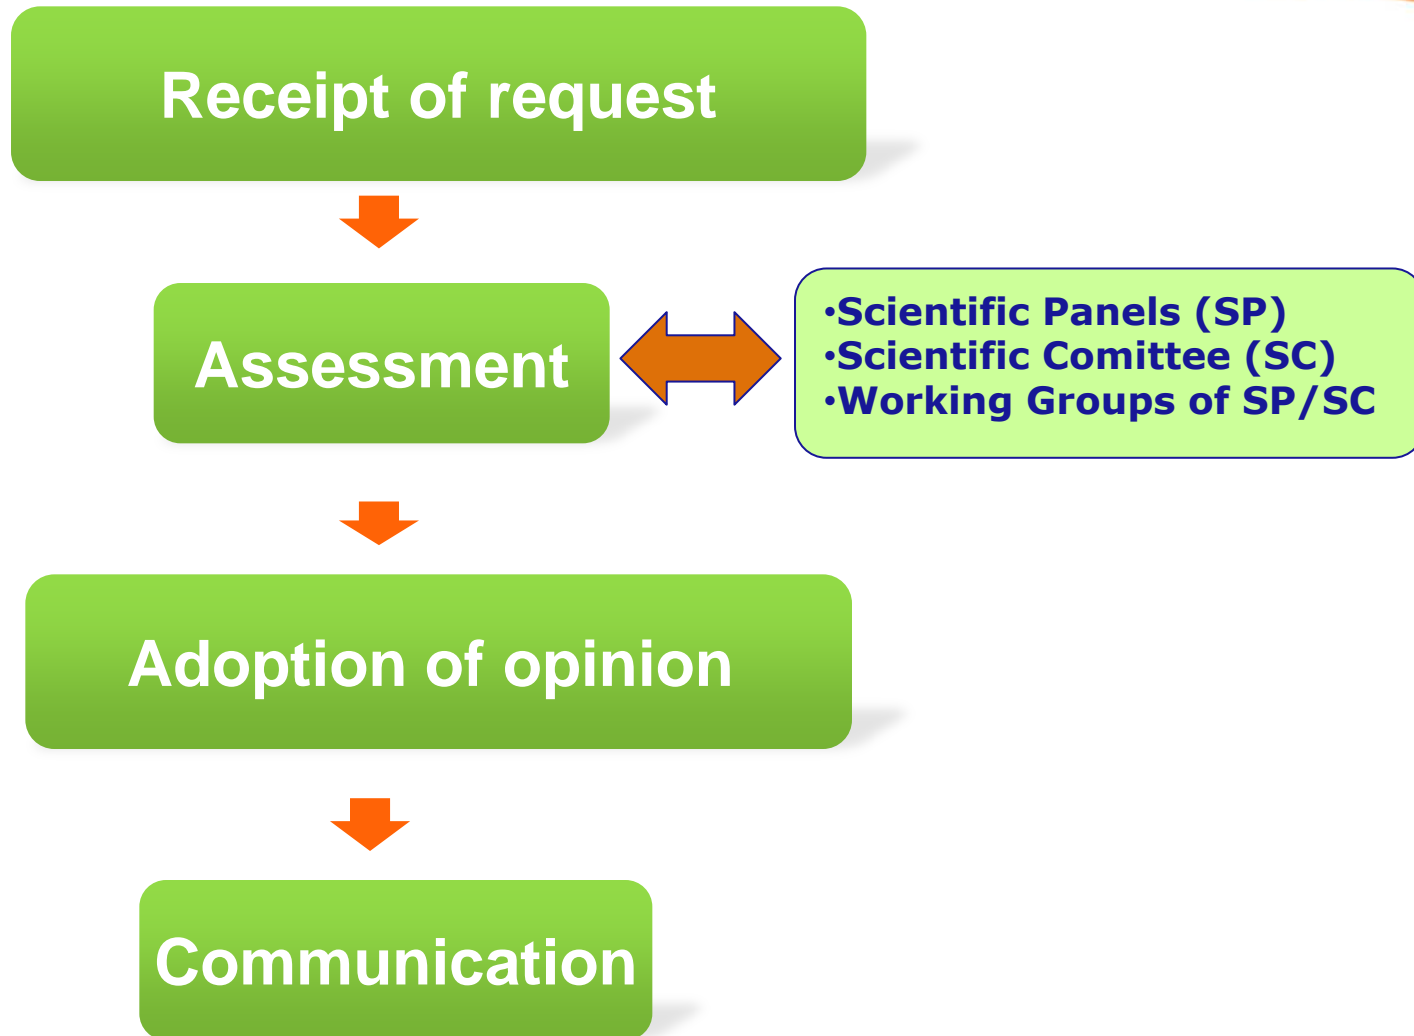 Receipt of request
Assessment
•Scientific Panels (SP)
•Scientific Comittee (SC)
•Working Groups of SP/SC
Adoption of opinion
Communication